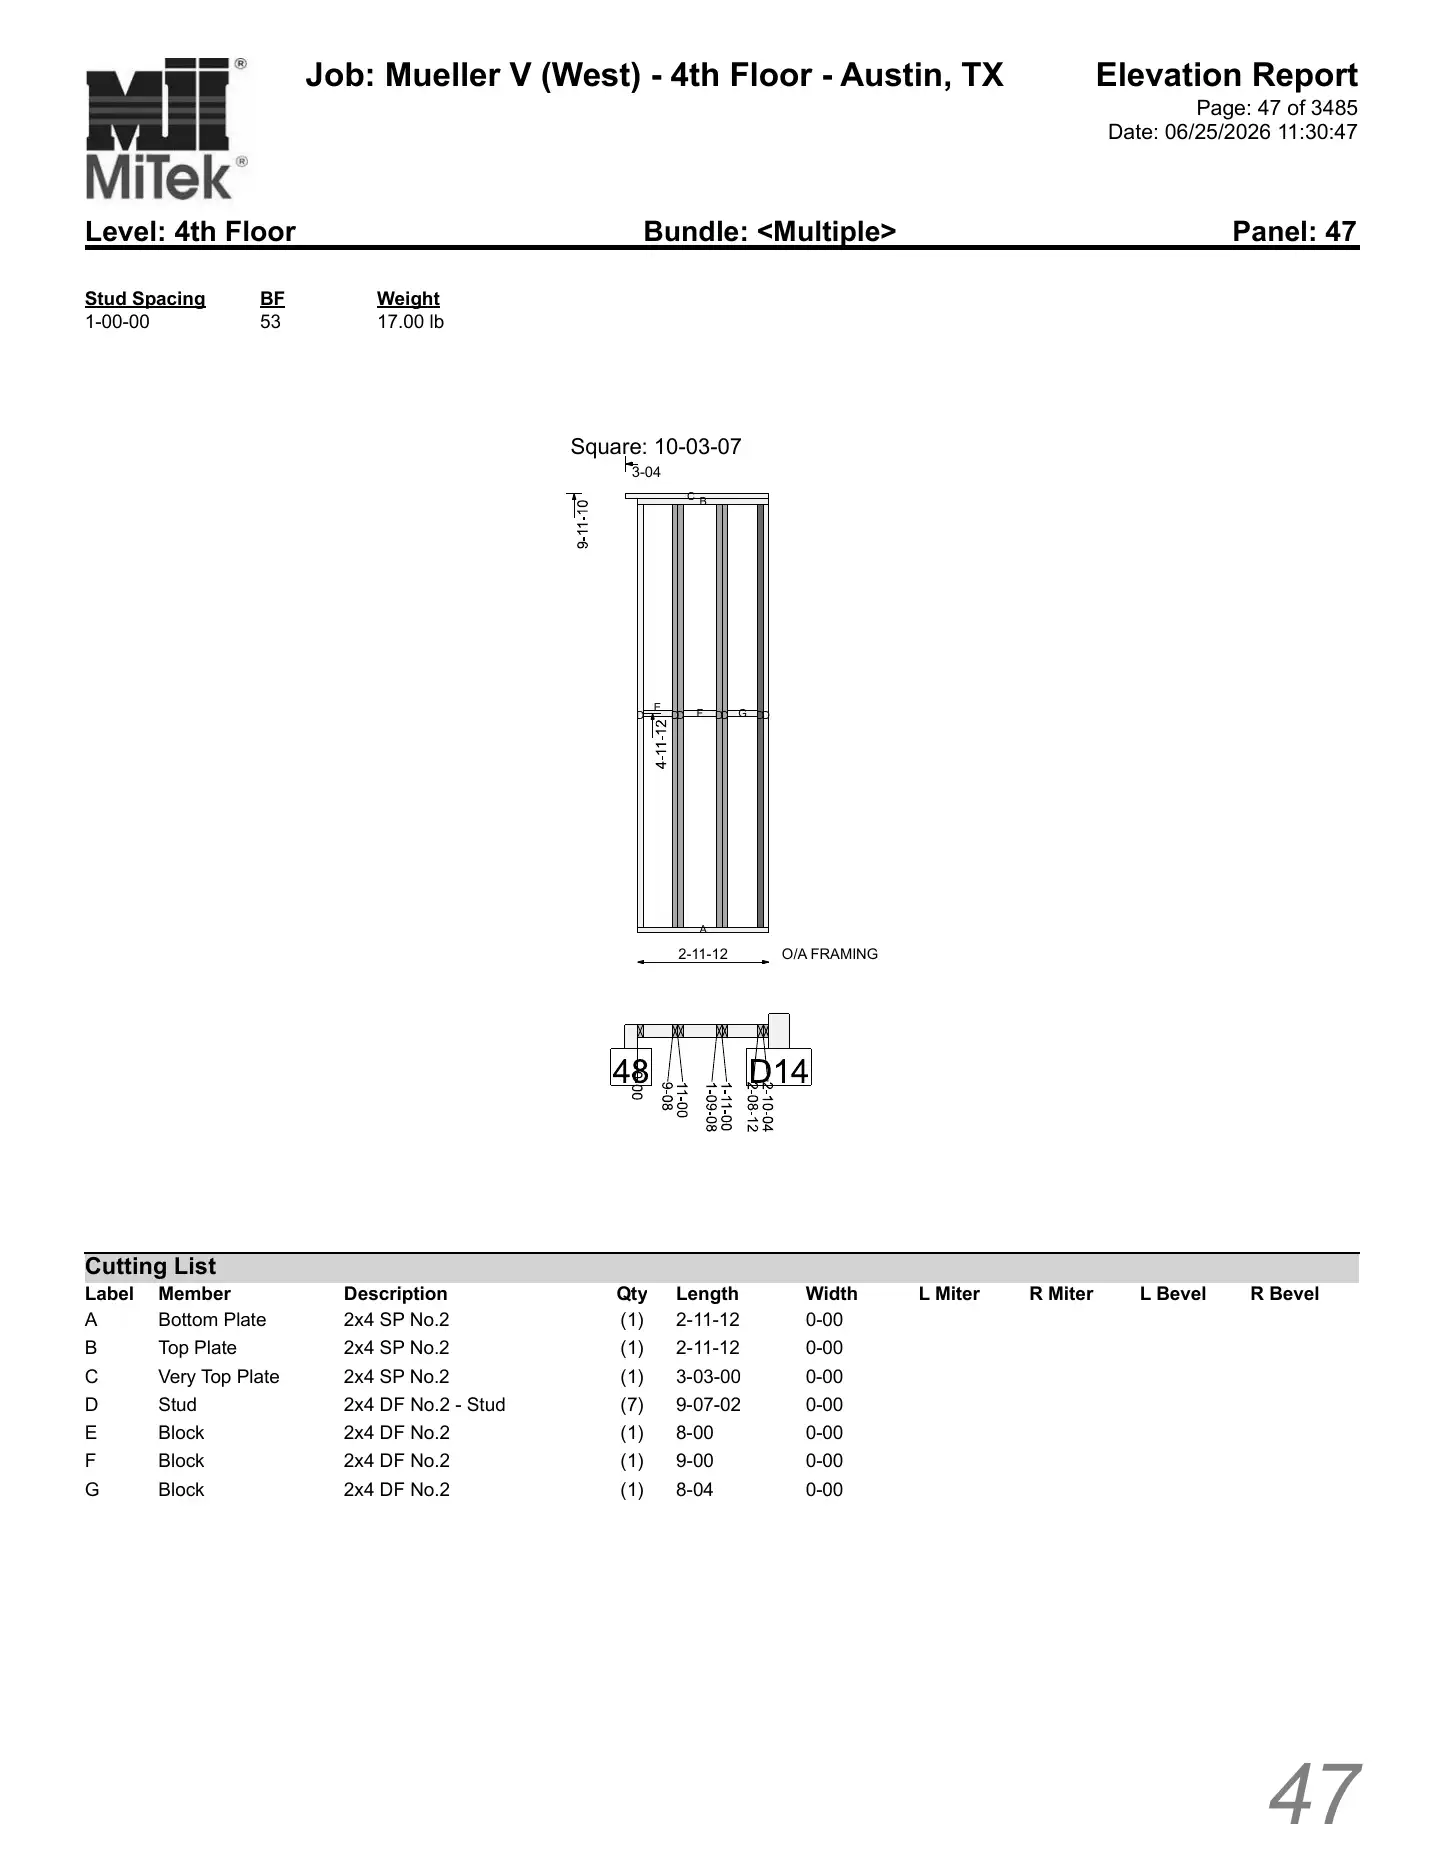 MiTek®
Job: Mueller V (West) - 4th Floor - Austin, TX
Elevation Report
Page: 47 of 3485
Date: 06/25/2026 11:30:47
Level: 4th Floor Bundle: <Multiple> Panel: 47
Stud Spacing BF Weight
1-00-00 53 17.00 lb
Square: 10-03-07
3-04
C
B
9-11-10
F G
4-11-12
A
2-11-12 O/A FRAMING
48 D14
9-08
11-00
1-09-08
1-11-00
2-08-12
2-10-04
Cutting List
Label Member Description Qty Length Width L Miter R Miter L Bevel R Bevel
A Bottom Plate 2x4 SP No.2 (1) 2-11-12 0-00
B Top Plate 2x4 SP No.2 (1) 2-11-12 0-00
C Very Top Plate 2x4 SP No.2 (1) 3-03-00 0-00
D Stud 2x4 DF No.2 - Stud (7) 9-07-02 0-00
E Block 2x4 DF No.2 (1) 8-00 0-00
F Block 2x4 DF No.2 (1) 9-00 0-00
G Block 2x4 DF No.2 (1) 8-04 0-00
47